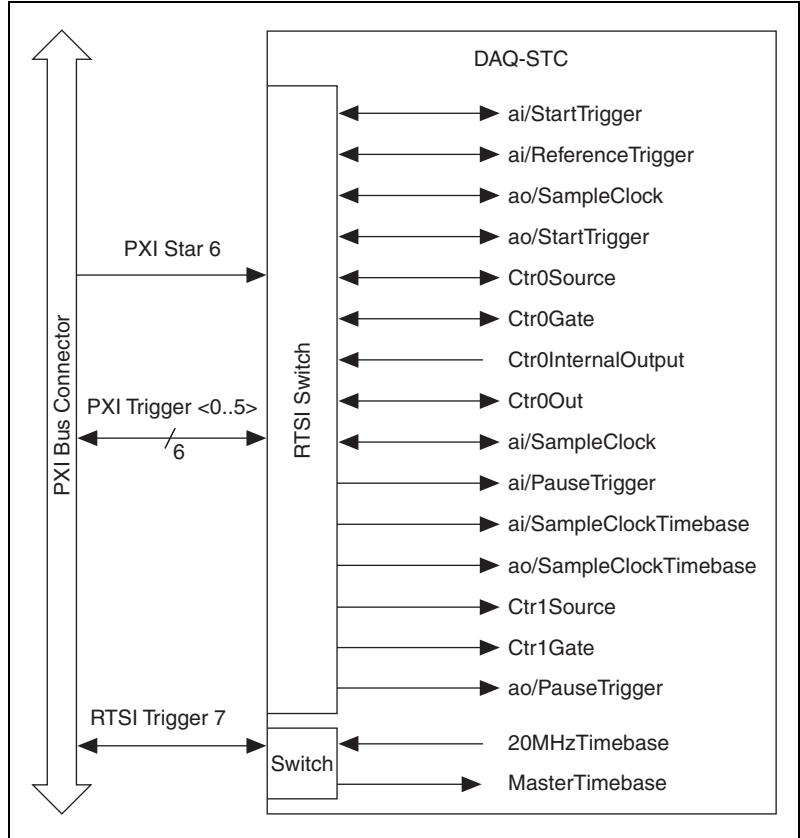 DAQ-STC
ai/StartTrigger
ai/ReferenceTrigger
ao/SampleClock
ao/StartTrigger
PXI Star 6
Ctr0Source
Ctr0Gate
Ctr0InternalOutput
PXI Bus Connector
PXI Trigger <0..5>
6
RTSI Switch
Ctr0Out
ai/SampleClock
ai/PauseTrigger
ai/SampleClockTimebase
ao/SampleClockTimebase
Ctr1Source
Ctr1Gate
ao/PauseTrigger
RTSI Trigger 7
Switch
20MHzTimebase
MasterTimebase